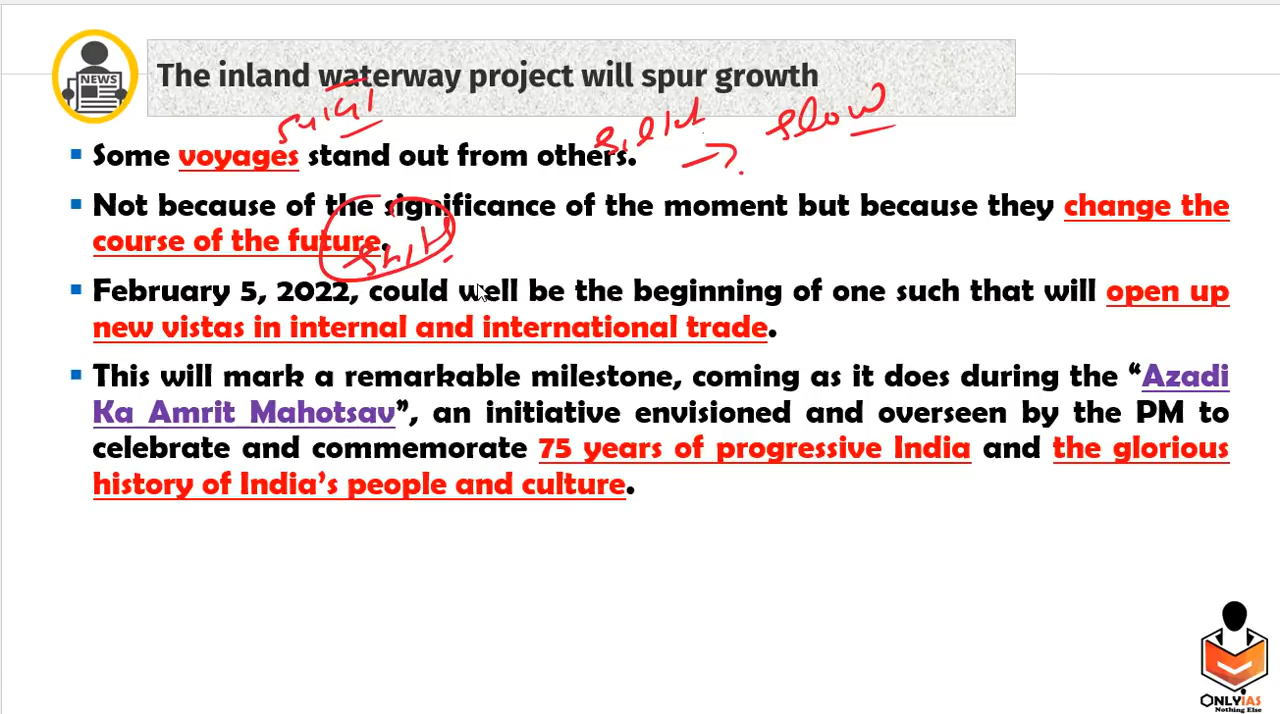 NEWS
The inland waterway project will spur growth
slow
Some voyages stand out from others.
Not because of the significance of the moment but because they change the
course of the future.
February 5, 2022, could well be the beginning of one such that will open up
new vistas in internal and international trade.
This will mark a remarkable milestone, coming as it does during the “Azadi
Ka Amrit Mahotsav”, an initiative envisioned and overseen by the PM to
celebrate and commemorate 75 years of progressive India and the glorious
history of India’s people and culture.
ONLYIAS
Nothing Else